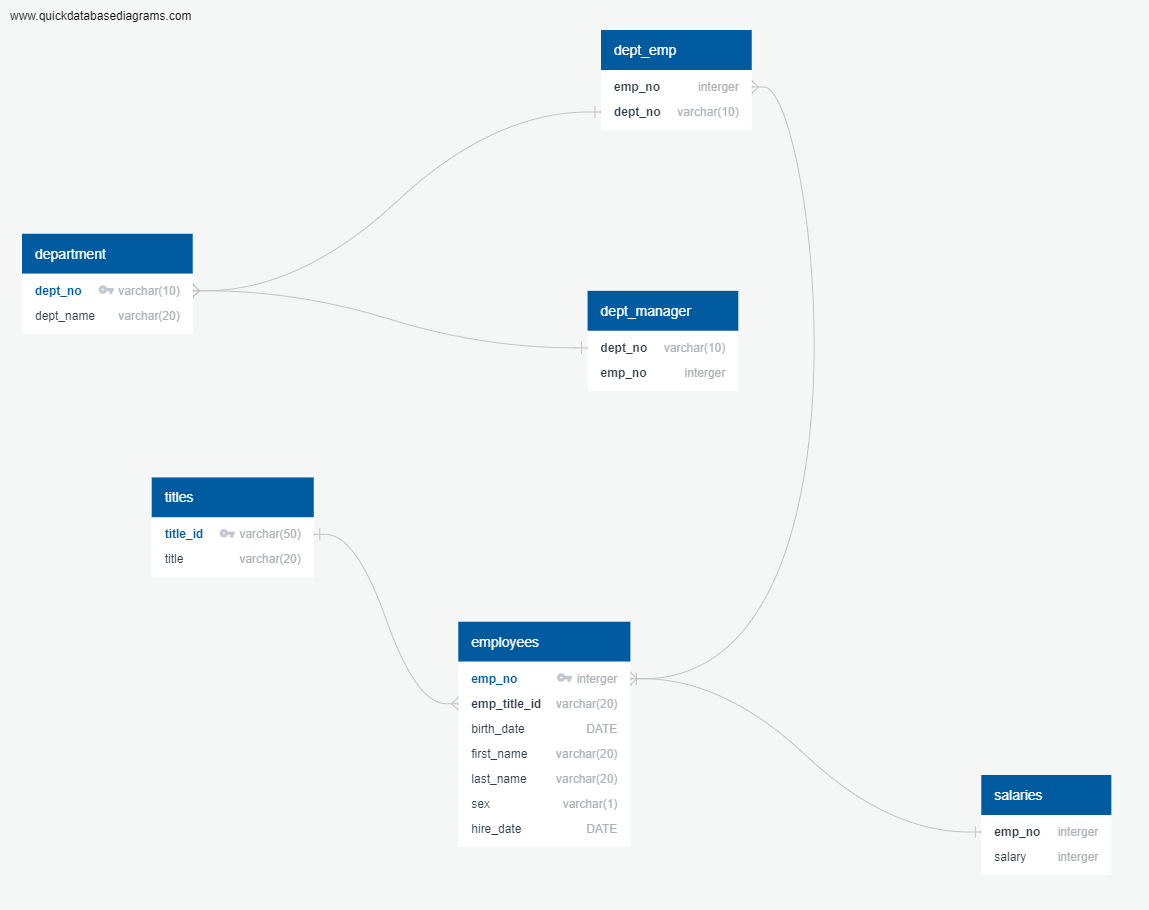 www.quickdatabasediagrams.com
dept_emp
emp_no interger
dept_no varchar(10)
department
dept_no varchar(10)
dept_name varchar(20)
dept_manager
dept_no varchar(10)
emp_no interger
titles
title_id varchar(50)
title varchar(20)
employees
emp_no interger
emp_title_id varchar(20)
birth_date DATE
first_name varchar(20)
last_name varchar(20)
sex varchar(1)
hire_date DATE
salaries
emp_no interger
salary interger